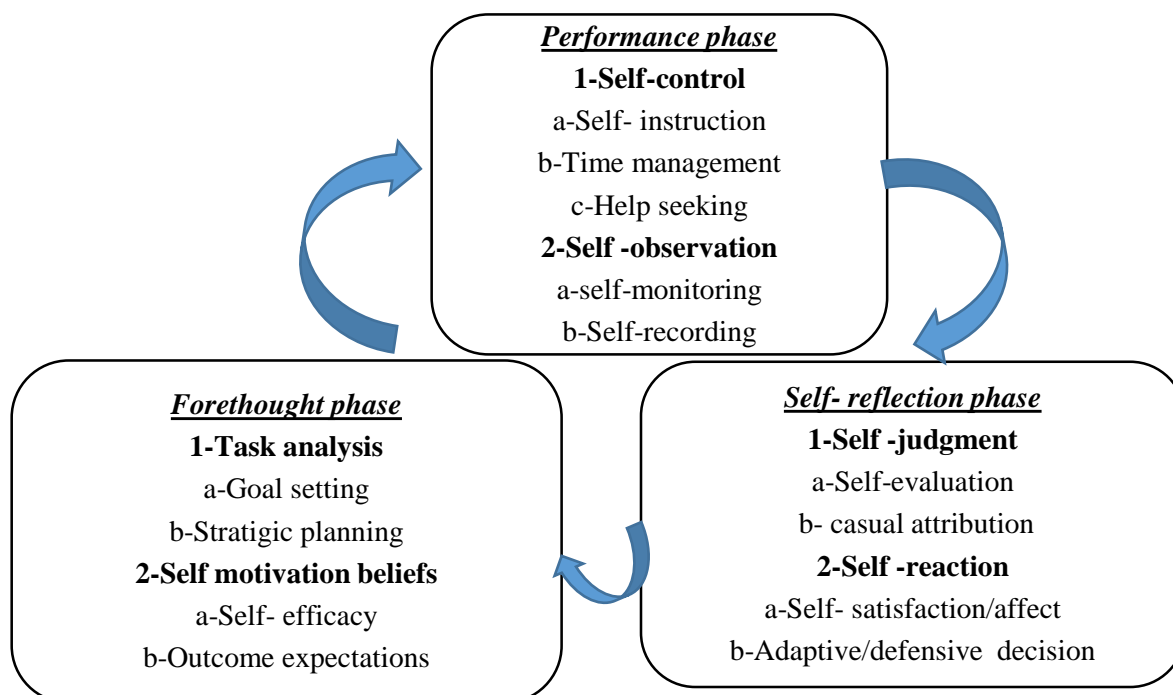 Performance phase
1-Self-control
a-Self- instruction
b-Time management
c-Help seeking
2-Self -observation
a-self-monitoring
b-Self-recording
Forethought phase
1-Task analysis
a-Goal setting
b-Stratigic planning
2-Self motivation beliefs
a-Self- efficacy
b-Outcome expectations
Self- reflection phase
1-Self -judgment
a-Self-evaluation
b- casual attribution
2-Self -reaction
a-Self- satisfaction/affect
b-Adaptive/defensive decision